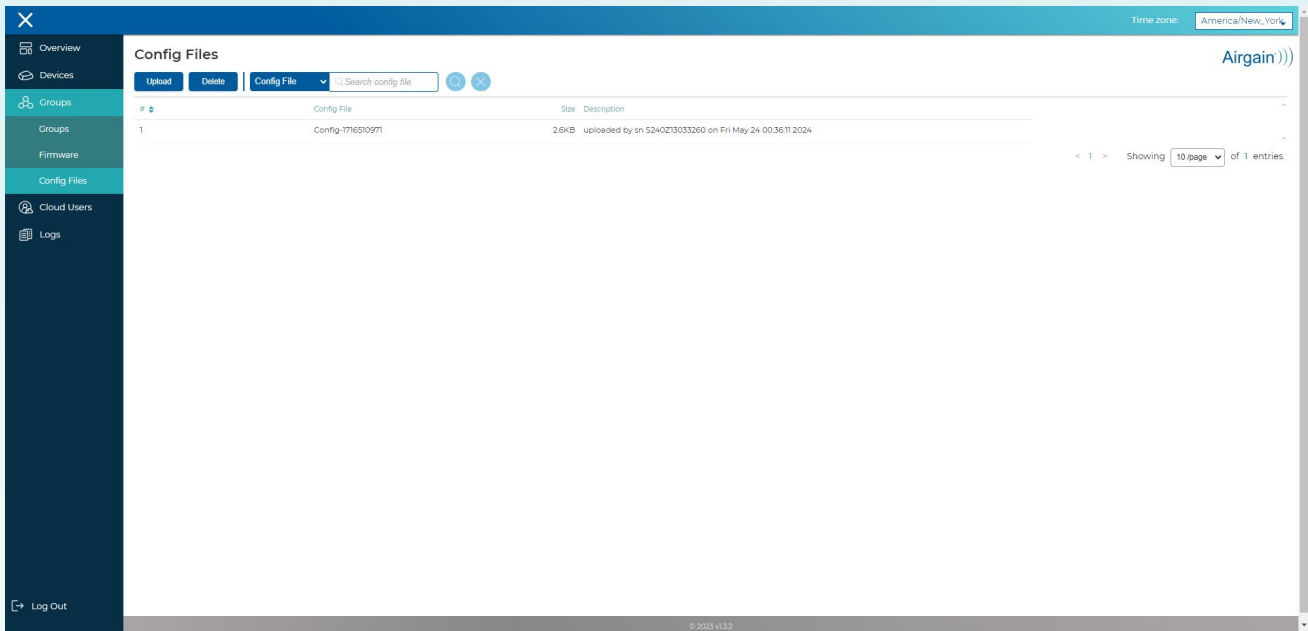 Time zone: America/New_York
Overview
Devices
Groups
Groups
Firmware
Config Files
Cloud Users
Logs
Log Out
Config Files
Airgain
Upload Delete Config File Search config file
# Config File Size Description
1 Config-1716510971 2.6KB uploaded by sn S240Z13033260 on Fri May 24 00:36:11 2024
< 1 > Showing 10 /page of 1 entries.
© 2023 v1.3.2